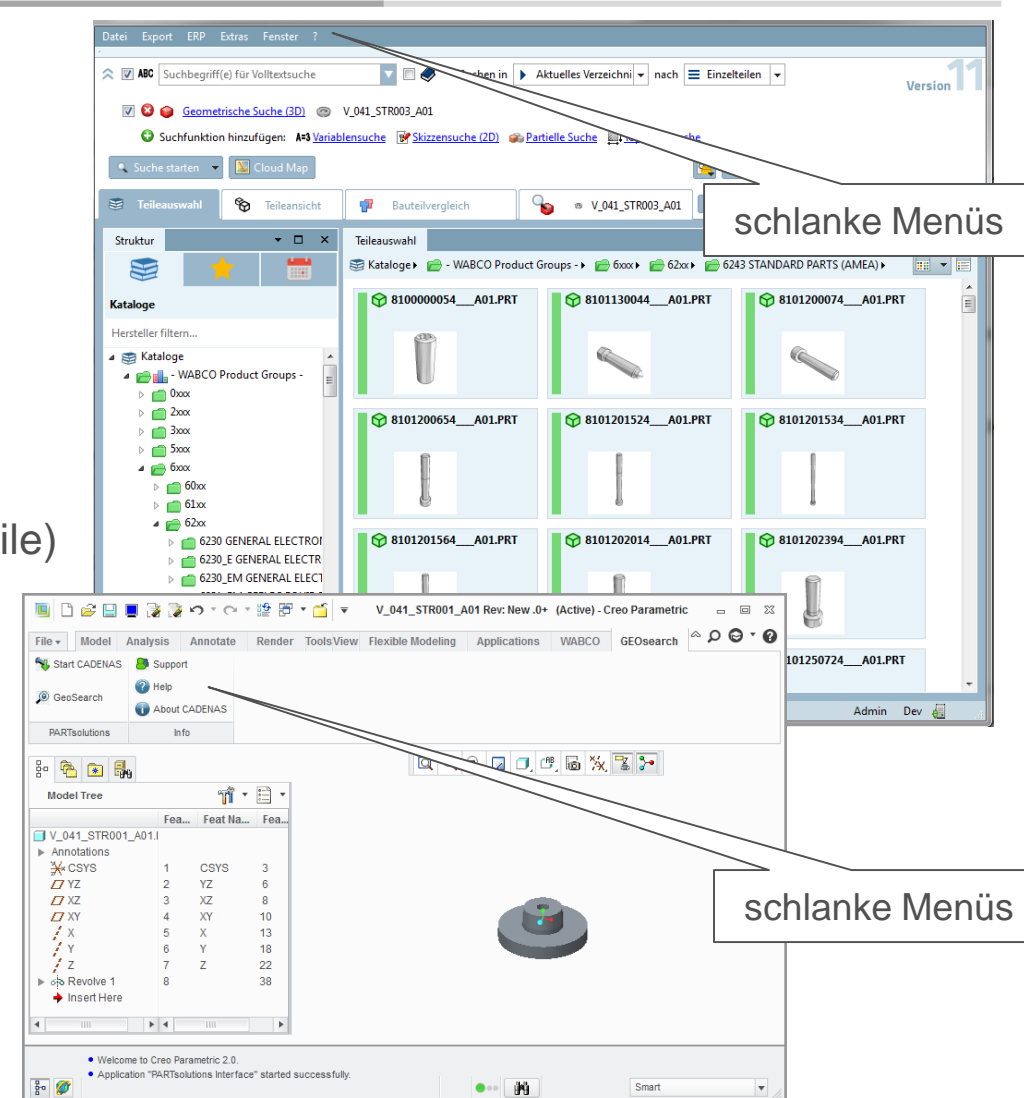 Datei Export ERP Extras Fenster ?
ABC Suchbegriff(e) für Volltextsuche Aktuelles Verzeichni nach Einzelteilen
Version 11
Geometrische Suche (3D) V_041_STR003_A01
Suchfunktion hinzufügen: A=3 Variablensuche Skizzensuche (2D) Partielle Suche
Suche starten Cloud Map
schlanke Menüs
Teileauswahl Teileansicht Bauteilvergleich V_041_STR003_A01
Struktur Teileauswahl
Kataloge - WABCO Product Groups - 6xxx 62xx 6243 STANDARD PARTS (AMEA)
Kataloge
Hersteller filtern...
Kataloge
- WABCO Product Groups -
0xxx
2xxx
3xxx
5xxx
6xxx
60xx
61xx
62xx
6230 GENERAL ELECTRON
6230_E GENERAL ELECTR
6230_EM GENERAL ELECT
8100000054___A01.PRT 8101130044___A01.PRT 8101200074___A01.PRT
8101200654___A01.PRT 8101201524___A01.PRT 8101201534___A01.PRT
8101201564___A01.PRT 8101202014___A01.PRT 8101202394___A01.PRT
101250724___A01.PRT
Admin Dev
ile)
V_041_STR001_A01 Rev: New .0+ (Active) - Creo Parametric
File Model Analysis Annotate Render Tools View Flexible Modeling Applications WABCO GEOsearch
Start CADENAS Support
GeoSearch Help
About CADENAS
PARTsolutions Info
schlanke Menüs
Model Tree
Fea... Feat Na... Fea...
V_041_STR001_A01.I
Annotations
CSYS 1 CSYS 3
YZ 2 YZ 6
XZ 3 XZ 8
XY 4 XY 10
X 5 X 13
Y 6 Y 18
Z 7 Z 22
Revolve 1 8 38
Insert Here
• Welcome to Creo Parametric 2.0.
• Application "PARTsolutions Interface" started successfully.
Smart